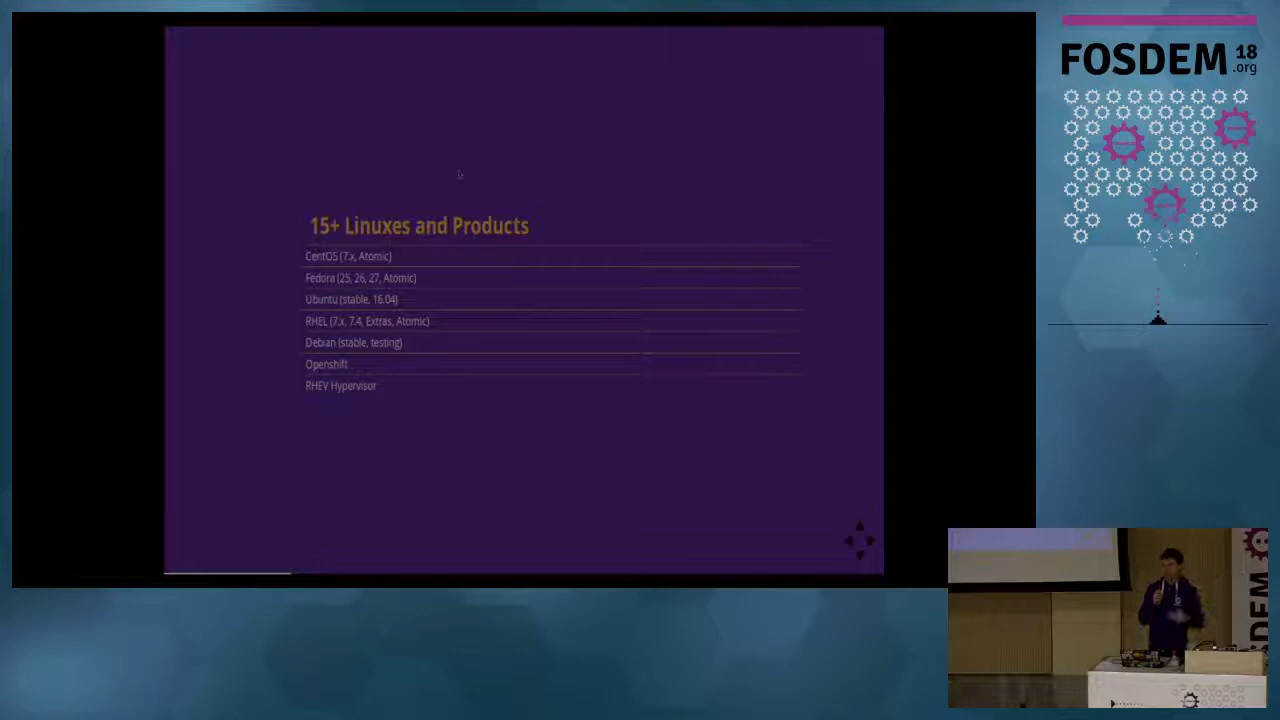 15+ Linuxes and Products
CentOS (7.x, Atomic)
Fedora (25, 26, 27, Atomic)
Ubuntu (stable, 16.04)
RHEL (7.x, 7.4, Extras, Atomic)
Debian (stable, testing)
Openshift
RHEV Hypervisor
FOSDEM 18
.org
DEM